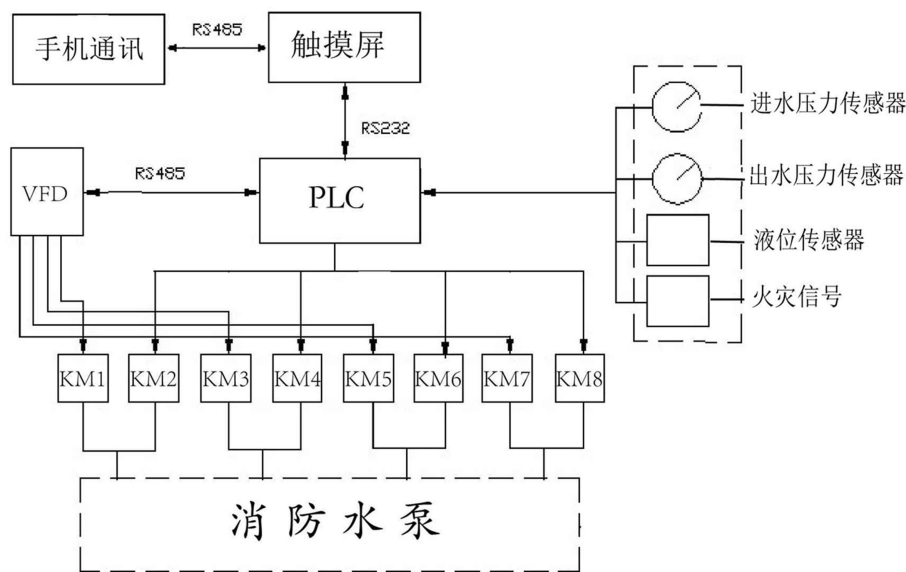 手机通讯
RS485
触摸屏
RS232
进水压力传感器
出水压力传感器
液位传感器
火灾信号
VFD
RS485
PLC
KM1 KM2 KM3 KM4 KM5 KM6 KM7 KM8
消防水泵